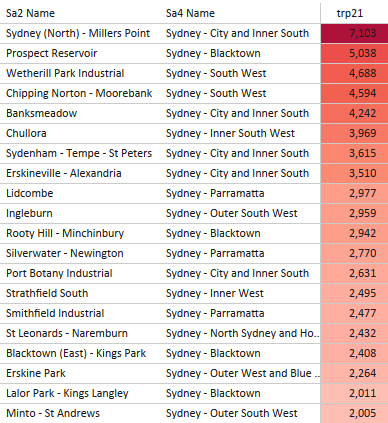 Sa2 Name Sa4 Name trp21
Sydney (North) - Millers Point Sydney - City and Inner South 7,103
Prospect Reservoir Sydney - Blacktown 5,038
Wetherill Park Industrial Sydney - South West 4,688
Chipping Norton - Moorebank Sydney - South West 4,594
Banksmeadow Sydney - City and Inner South 4,242
Chullora Sydney - Inner South West 3,969
Sydenham - Tempe - St Peters Sydney - City and Inner South 3,615
Erskineville - Alexandria Sydney - City and Inner South 3,510
Lidcombe Sydney - Parramatta 2,977
Ingleburn Sydney - Outer South West 2,959
Rooty Hill - Minchinbury Sydney - Blacktown 2,942
Silverwater - Newington Sydney - Parramatta 2,770
Port Botany Industrial Sydney - City and Inner South 2,631
Strathfield South Sydney - Inner West 2,495
Smithfield Industrial Sydney - Parramatta 2,477
St Leonards - Naremburn Sydney - North Sydney and Ho.. 2,432
Blacktown (East) - Kings Park Sydney - Blacktown 2,408
Erskine Park Sydney - Outer West and Blue .. 2,264
Lalor Park - Kings Langley Sydney - Blacktown 2,011
Minto - St Andrews Sydney - Outer South West 2,005